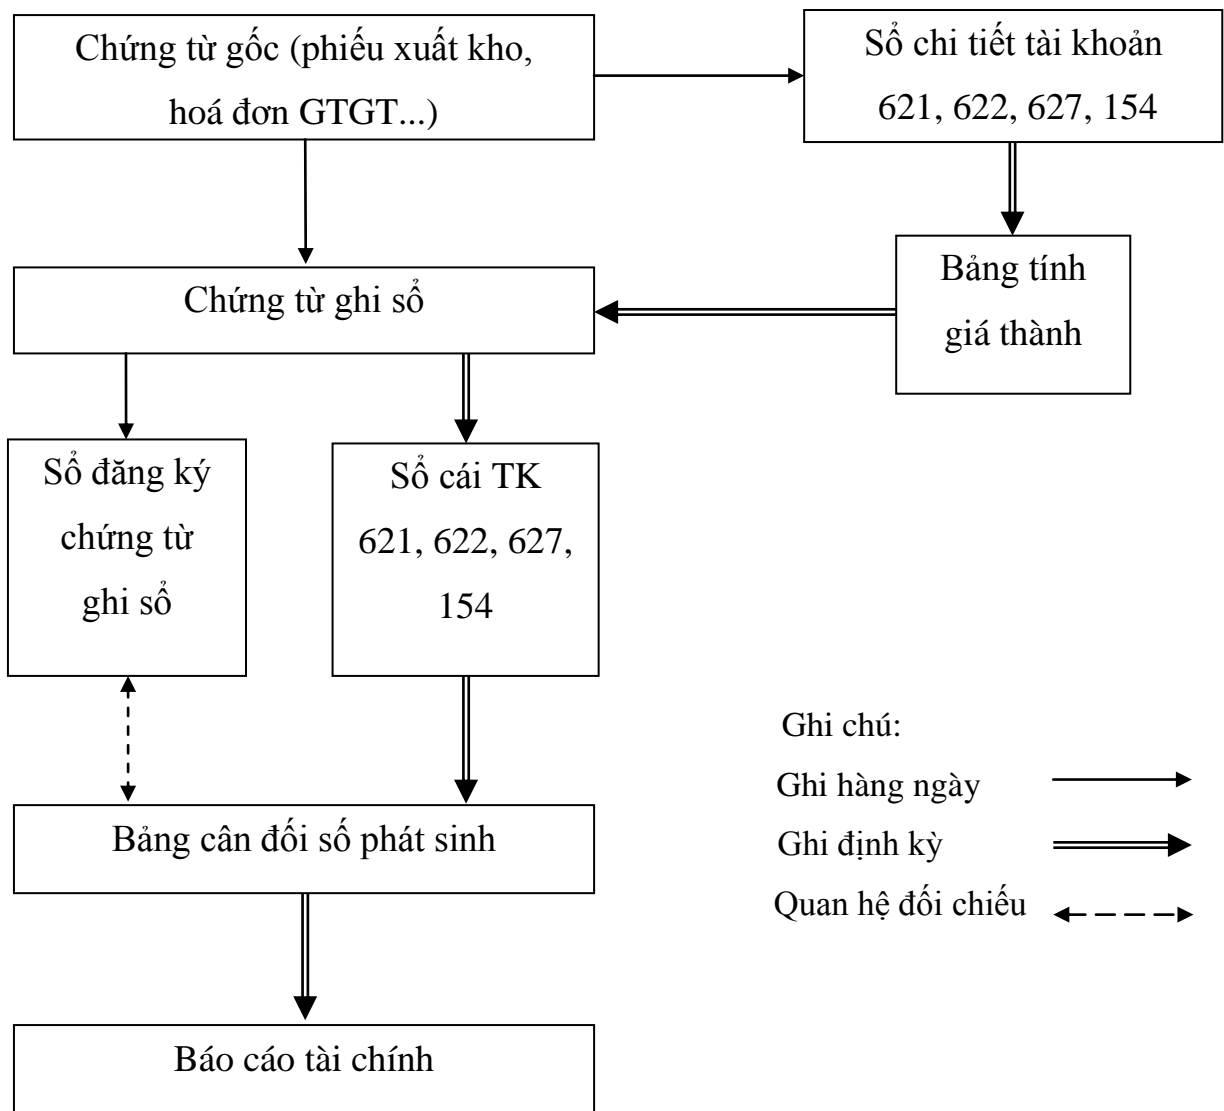 Chứng từ gốc (phiếu xuất kho,
hoá đơn GTGT...)
Sổ chi tiết tài khoản
621, 622, 627, 154
Chứng từ ghi sổ
Bảng tính
giá thành
Sổ đăng ký
chứng từ
ghi sổ
Sổ cái TK
621, 622, 627,
154
Ghi chú:
Ghi hàng ngày
Ghi định kỳ
Quan hệ đối chiếu
Bảng cân đối số phát sinh
Báo cáo tài chính